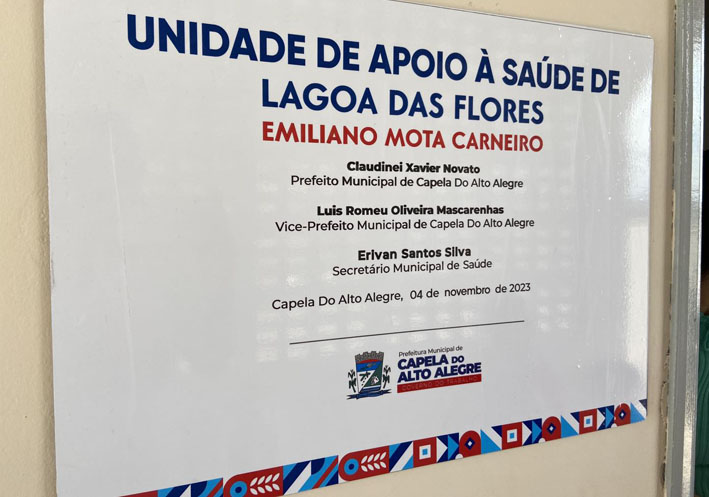 UNIDADE DE APOIO À SAÚDE DE
LAGOA DAS FLORES
EMILIANO MOTA CARNEIRO
Claudinei Xavier Novato
Prefeito Municipal de Capela Do Alto Alegre
Luis Romeu Oliveira Mascarenhas
Vice-Prefeito Municipal de Capela Do Alto Alegre
Erivan Santos Silva
Secretário Municipal de Saúde
Capela Do Alto Alegre, 04 de novembro de 2023
Prefeitura Municipal de
CAPELA DO
ALTO ALEGRE
GOVERNO DO TRABALHO